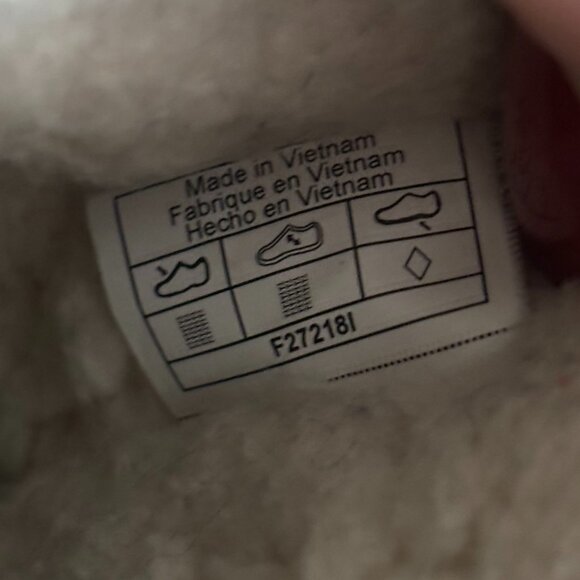 Made in Vietnam
Fabrique en Vietnam
Hecho en Vietnam
F27218I